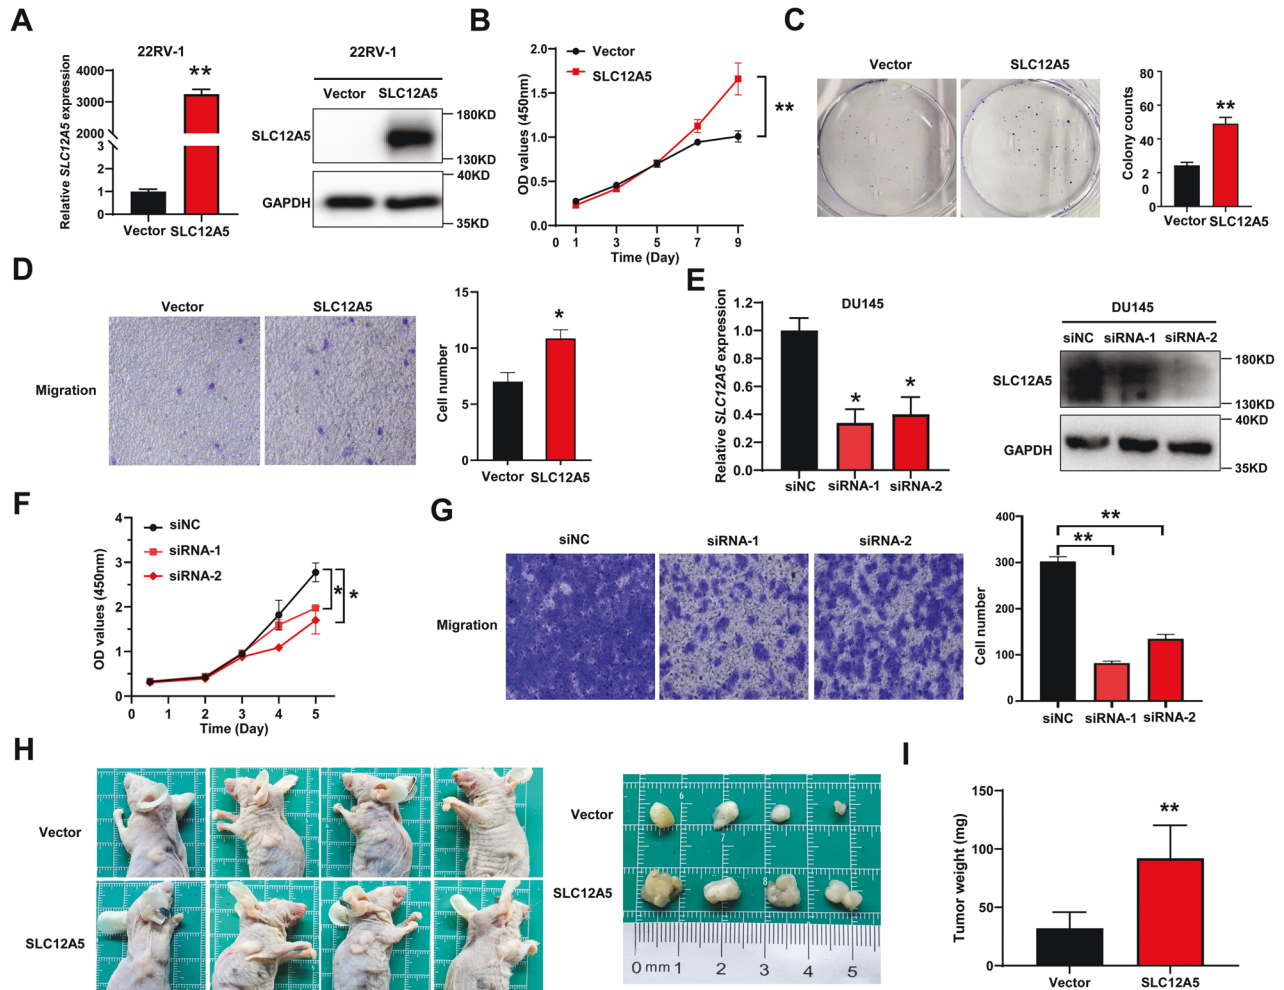 A
22RV-1
Relative SLC12A5 expression
4000
3000
2000
3
2
1
0
Vector SLC12A5
**
22RV-1
Vector SLC12A5
SLC12A5
180KD
130KD
GAPDH
40KD
35KD
B
Vector
SLC12A5
OD values (450nm)
2.0
1.5
1.0
0.5
0.0
0 1 3 5 7 9
Time (Day)
**
C
Vector SLC12A5
Colony counts
80
60
40
20
0
Vector SLC12A5
**
D
Vector SLC12A5
Migration
Cell number
15
10
5
0
Vector SLC12A5
*
E
DU145
Relative SLC12A5 expression
1.2
1.0
0.8
0.6
0.4
0.2
0.0
siNC siRNA-1 siRNA-2
* *
DU145
siNC siRNA-1 siRNA-2
SLC12A5
180KD
130KD
GAPDH
40KD
35KD
F
siNC
siRNA-1
siRNA-2
OD values (450nm)
4
3
2
1
0
0 1 2 3 4 5
Time (Day)
* *
G
siNC siRNA-1 siRNA-2
Migration
Cell number
400
300
200
100
0
siNC siRNA-1 siRNA-2
**
**
H
Vector
SLC12A5
Vector
SLC12A5
6
7
8
0 mm 1 2 3 4 5
I
Tumor weight (mg)
150
100
50
0
Vector SLC12A5
**